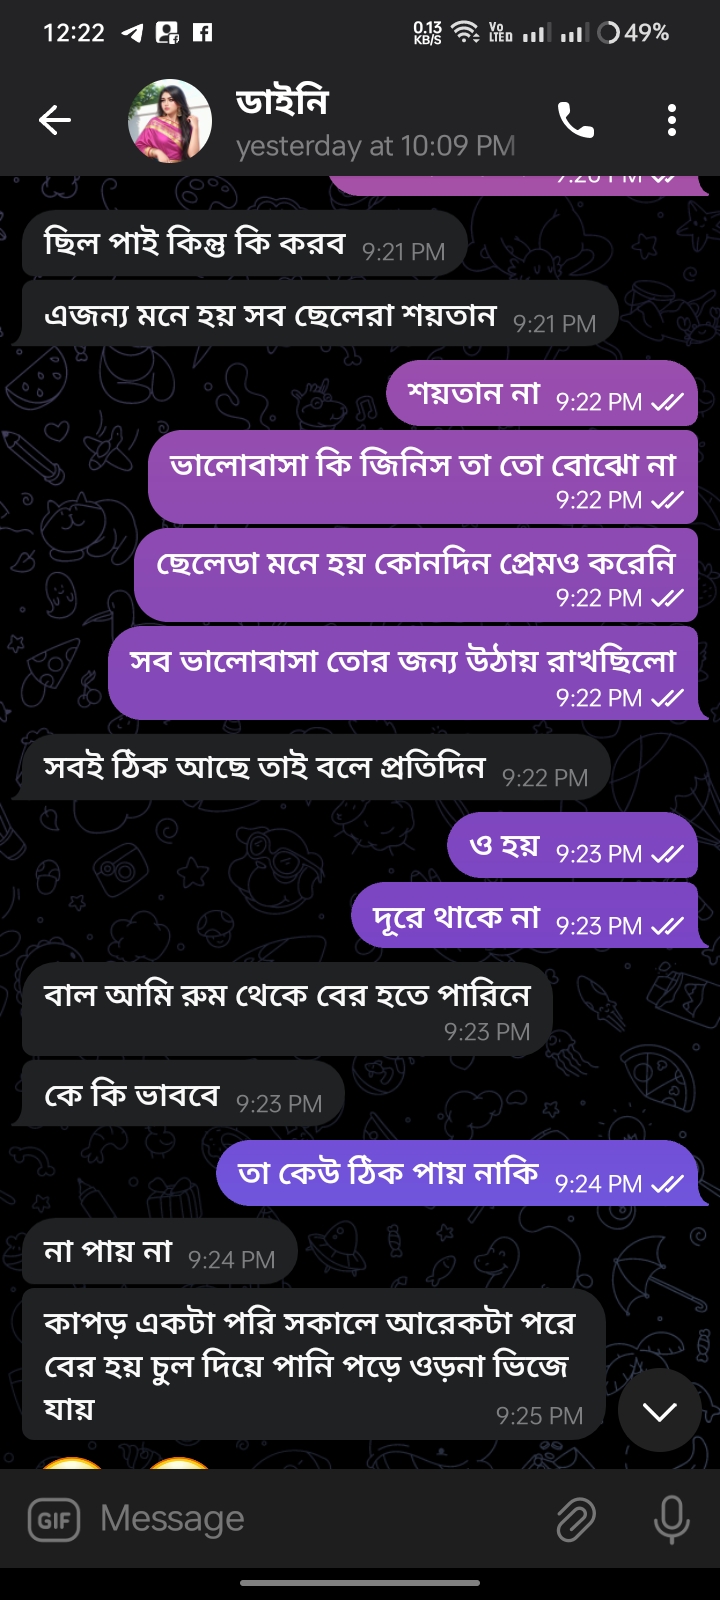 12:22
0.13 KB/S
Vo LTED
49%
ডাইনি
yesterday at 10:09 PM
ছিল পাই কিন্তু কি করব 9:21 PM
এজন্য মনে হয় সব ছেলেরা শয়তান 9:21 PM
শয়তান না 9:22 PM
ভালোবাসা কি জিনিস তা তো বোঝো না
9:22 PM
ছেলেডা মনে হয় কোনদিন প্রেমও করেনি
9:22 PM
সব ভালোবাসা তোর জন্য উঠায় রাখছিলো
9:22 PM
সবই ঠিক আছে তাই বলে প্রতিদিন 9:22 PM
ও হয় 9:23 PM
দূরে থাকে না 9:23 PM
বাল আমি রুম থেকে বের হতে পারিনে
9:23 PM
কে কি ভাববে 9:23 PM
তা কেউ ঠিক পায় নাকি 9:24 PM
না পায় না 9:24 PM
কাপড় একটা পরি সকালে আরেকটা পরে
বের হয় চুল দিয়ে পানি পড়ে ওড়না ভিজে
যায় 9:25 PM
GIF Message